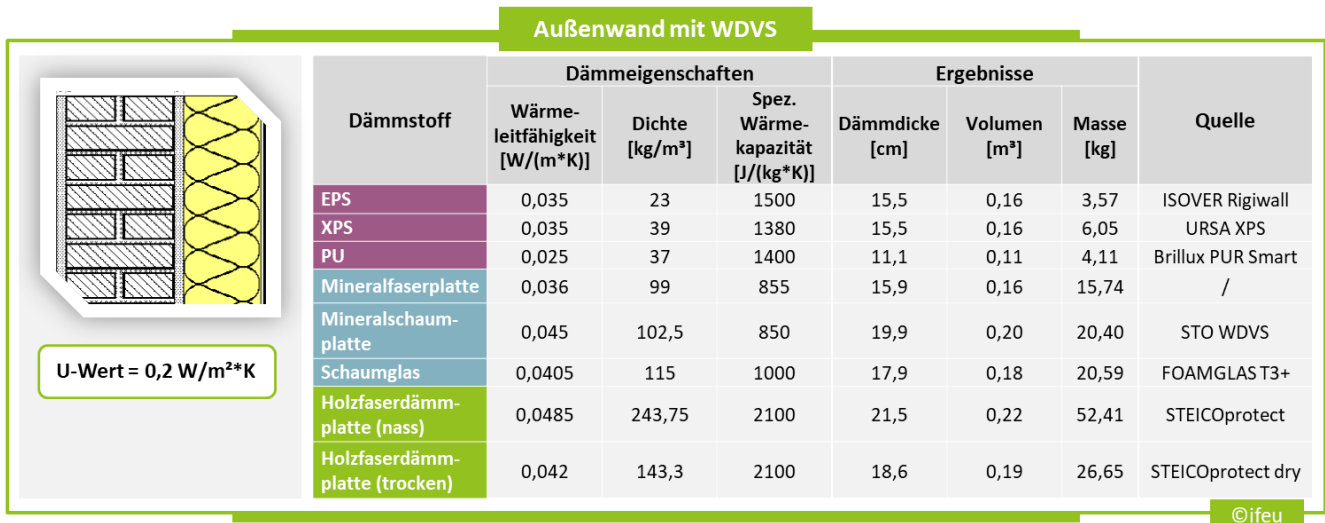 Außenwand mit WDVS
Dämmeigenschaften Ergebnisse
Dämmstoff Wärme-leitfähigkeit [W/(m*K)] Dichte [kg/m³] Spez. Wärme-kapazität [J/(kg*K)] Dämmdicke [cm] Volumen [m³] Masse [kg] Quelle
EPS 0,035 23 1500 15,5 0,16 3,57 ISOVER Rigiwall
XPS 0,035 39 1380 15,5 0,16 6,05 URSA XPS
PU 0,025 37 1400 11,1 0,11 4,11 Brillux PUR Smart
Mineralfaserplatte 0,036 99 855 15,9 0,16 15,74 /
Mineralschaum-platte 0,045 102,5 850 19,9 0,20 20,40 STO WDVS
Schaumglas 0,0405 115 1000 17,9 0,18 20,59 FOAMGLAS T3+
Holzfaserdämm-platte (nass) 0,0485 243,75 2100 21,5 0,22 52,41 STEICOprotect
Holzfaserdämm-platte (trocken) 0,042 143,3 2100 18,6 0,19 26,65 STEICOprotect dry
U-Wert = 0,2 W/m²*K
©ifeu